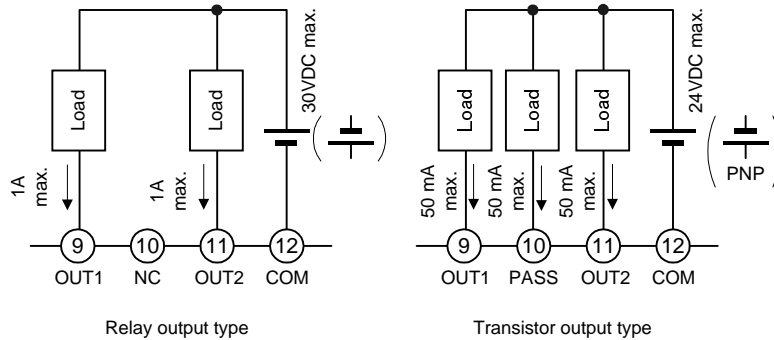 Load
Load
30VDC max.
1A max.
1A max.
9
10
11
12
OUT1
NC
OUT2
COM
Relay output type
Load
Load
Load
24VDC max.
PNP
50 mA max.
50 mA max.
50 mA max.
9
10
11
12
OUT1
PASS
OUT2
COM
Transistor output type